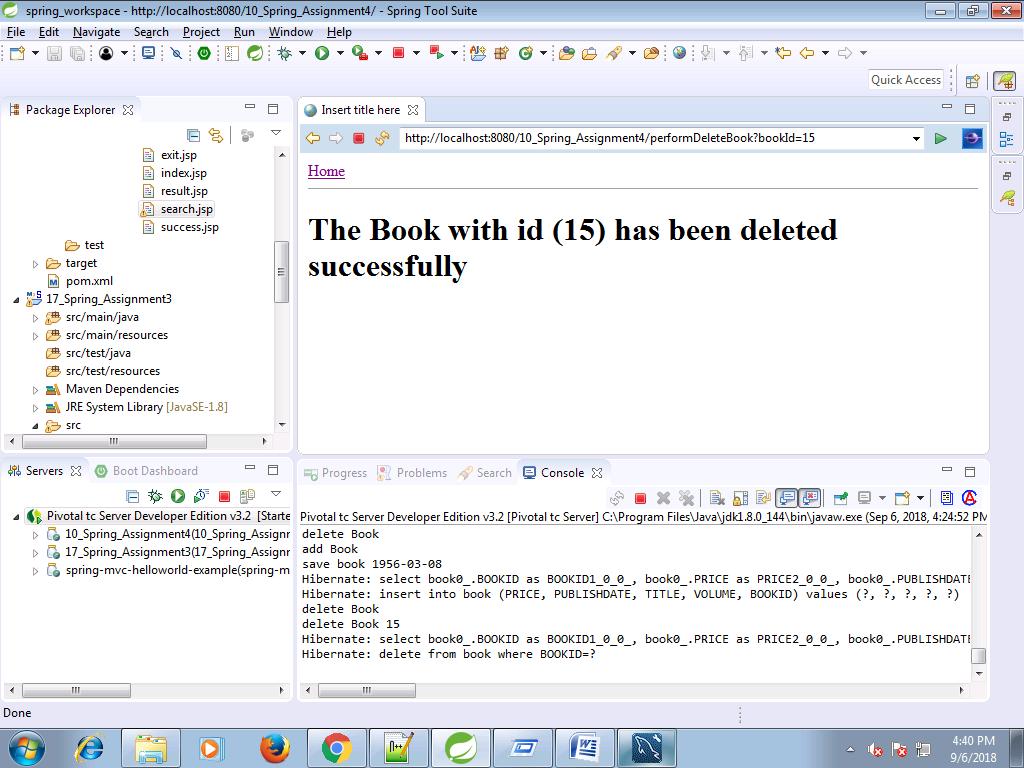 spring_workspace - http://localhost:8080/10_Spring_Assignment4/ - Spring Tool Suite
File Edit Navigate Search Project Run Window Help
Quick Access
Package Explorer
exit.jsp
index.jsp
result.jsp
search.jsp
success.jsp
test
target
pom.xml
17_Spring_Assignment3
src/main/java
src/main/resources
src/test/java
src/test/resources
Maven Dependencies
JRE System Library [JavaSE-1.8]
src
Insert title here
http://localhost:8080/10_Spring_Assignment4/performDeleteBook?bookId=15
Home
The Book with id (15) has been deleted
successfully
Servers Boot Dashboard
Pivotal tc Server Developer Edition v3.2 [Starte
10_Spring_Assignment4(10_Spring_Assignr
17_Spring_Assignment3(17_Spring_Assignr
spring-mvc-helloworld-example(spring-m
Progress Problems Search Console
Pivotal tc Server Developer Edition v3.2 [Pivotal tc Server] C:\Program Files\Java\jdk1.8.0_144\bin\javaw.exe (Sep 6, 2018, 4:24:52 PM
delete Book
add Book
save book 1956-03-08
Hibernate: select book0_.BOOKID as BOOKID1_0_0_, book0_.PRICE as PRICE2_0_0_, book0_.PUBLISHDATE
Hibernate: insert into book (PRICE, PUBLISHDATE, TITLE, VOLUME, BOOKID) values (?, ?, ?, ?, ?)
delete Book
delete Book 15
Hibernate: select book0_.BOOKID as BOOKID1_0_0_, book0_.PRICE as PRICE2_0_0_, book0_.PUBLISHDATE
Hibernate: delete from book where BOOKID=?
Done
4:40 PM
9/6/2018